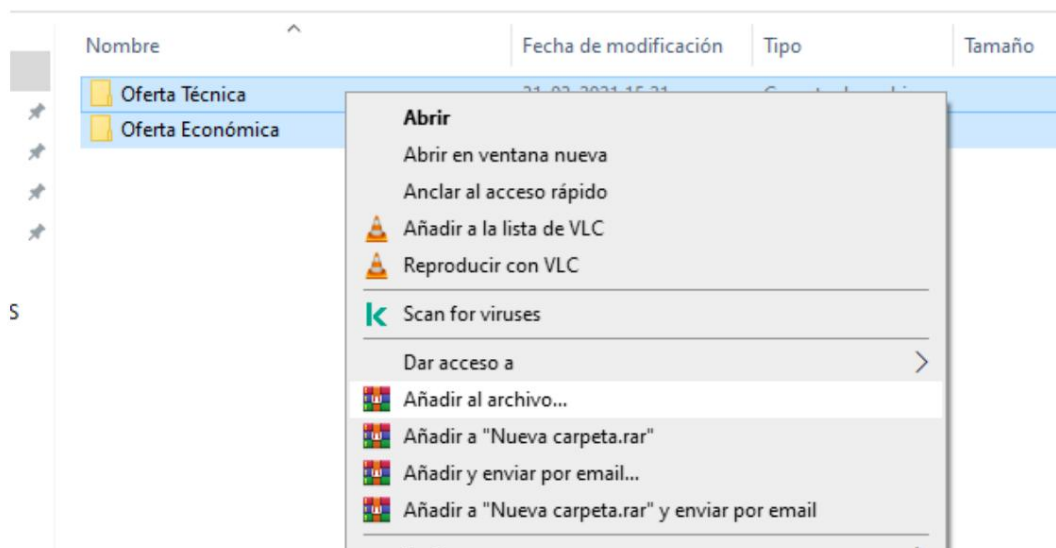 Nombre Fecha de modificación Tipo Tamaño
Oferta Técnica
Oferta Económica
Abrir
Abrir en ventana nueva
Anclar al acceso rápido
Añadir a la lista de VLC
Reproducir con VLC
S
Scan for viruses
Dar acceso a
Añadir al archivo...
Añadir a "Nueva carpeta.rar"
Añadir y enviar por email...
Añadir a "Nueva carpeta.rar" y enviar por email